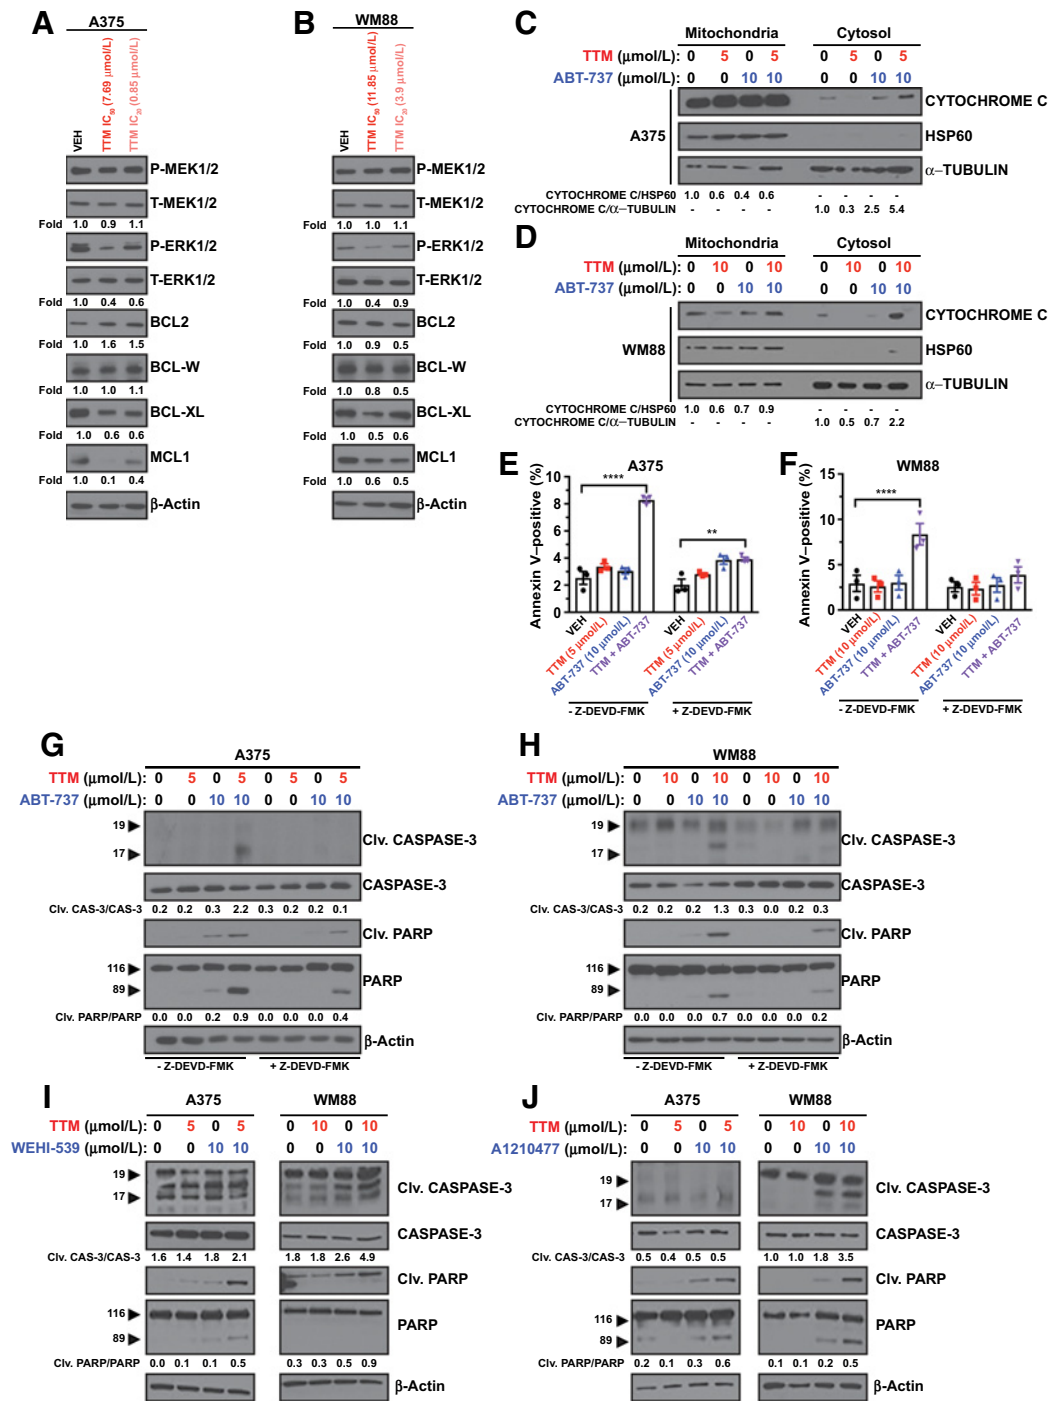 A
A375
VEH
TTM IC50 (7.69 μmol/L)
TTM IC20 (0.85 μmol/L)
P-MEK1/2
T-MEK1/2
Fold 1.0 0.9 1.1
P-ERK1/2
T-ERK1/2
Fold 1.0 0.4 0.6
BCL2
Fold 1.0 1.6 1.5
BCL-W
Fold 1.0 1.0 1.1
BCL-XL
Fold 1.0 0.6 0.6
MCL1
Fold 1.0 0.1 0.4
β-Actin
B
WM88
VEH
TTM IC50 (11.85 μmol/L)
TTM IC20 (3.9 μmol/L)
P-MEK1/2
T-MEK1/2
Fold 1.0 1.0 1.1
P-ERK1/2
T-ERK1/2
Fold 1.0 0.4 0.9
BCL2
Fold 1.0 0.9 0.5
BCL-W
Fold 1.0 0.8 0.5
BCL-XL
Fold 1.0 0.5 0.6
MCL1
Fold 1.0 0.6 0.5
β-Actin
C
Mitochondria Cytosol
TTM (μmol/L): 0 5 0 5 0 5 0 5
ABT-737 (μmol/L): 0 0 10 10 0 0 10 10
A375
CYTOCHROME C
HSP60
α–TUBULIN
CYTOCHROME C/HSP60 1.0 0.6 0.4 0.6 - - - -
CYTOCHROME C/α–TUBULIN - - - - 1.0 0.3 2.5 5.4
D
Mitochondria Cytosol
TTM (μmol/L): 0 10 0 10 0 10 0 10
ABT-737 (μmol/L): 0 0 10 10 0 0 10 10
WM88
CYTOCHROME C
HSP60
α–TUBULIN
CYTOCHROME C/HSP60 1.0 0.6 0.7 0.9 - - - -
CYTOCHROME C/α–TUBULIN - - - - 1.0 0.5 0.7 2.2
E
A375
Annexin V–positive (%)
10
8
6
4
2
0
****
**
VEH
TTM (5 μmol/L)
ABT-737 (10 μmol/L)
TTM + ABT-737
VEH
TTM (5 μmol/L)
ABT-737 (10 μmol/L)
TTM + ABT-737
- Z-DEVD-FMK + Z-DEVD-FMK
F
WM88
Annexin V–positive (%)
15
10
5
0
****
VEH
TTM (10 μmol/L)
ABT-737 (10 μmol/L)
TTM + ABT-737
VEH
TTM (10 μmol/L)
ABT-737 (10 μmol/L)
TTM + ABT-737
- Z-DEVD-FMK + Z-DEVD-FMK
G
A375
TTM (μmol/L): 0 5 0 5 0 5 0 5
ABT-737 (μmol/L): 0 0 10 10 0 0 10 10
19
17
Clv. CASPASE-3
CASPASE-3
Clv. CAS-3/CAS-3 0.2 0.2 0.3 2.2 0.3 0.2 0.2 0.1
Clv. PARP
116
89
PARP
Clv. PARP/PARP 0.0 0.0 0.2 0.9 0.0 0.0 0.0 0.4
β-Actin
- Z-DEVD-FMK + Z-DEVD-FMK
H
WM88
TTM (μmol/L): 0 10 0 10 0 10 0 10
ABT-737 (μmol/L): 0 0 10 10 0 0 10 10
19
17
Clv. CASPASE-3
CASPASE-3
Clv. CAS-3/CAS-3 0.2 0.2 0.2 1.3 0.3 0.0 0.2 0.3
Clv. PARP
116
89
PARP
Clv. PARP/PARP 0.0 0.0 0.0 0.7 0.0 0.0 0.0 0.2
β-Actin
- Z-DEVD-FMK + Z-DEVD-FMK
I
A375 WM88
TTM (μmol/L): 0 5 0 5 0 10 0 10
WEHI-539 (μmol/L): 0 0 10 10 0 0 10 10
19
17
Clv. CASPASE-3
CASPASE-3
Clv. CAS-3/CAS-3 1.6 1.4 1.8 2.1 1.8 1.8 2.6 4.9
Clv. PARP
116
89
PARP
Clv. PARP/PARP 0.0 0.1 0.1 0.5 0.3 0.3 0.5 0.9
β-Actin
J
A375 WM88
TTM (μmol/L): 0 5 0 5 0 10 0 10
A1210477 (μmol/L): 0 0 10 10 0 0 10 10
19
17
Clv. CASPASE-3
CASPASE-3
Clv. CAS-3/CAS-3 0.5 0.4 0.5 0.5 1.0 1.0 1.8 3.5
Clv. PARP
116
89
PARP
Clv. PARP/PARP 0.2 0.1 0.3 0.6 0.1 0.1 0.2 0.5
β-Actin